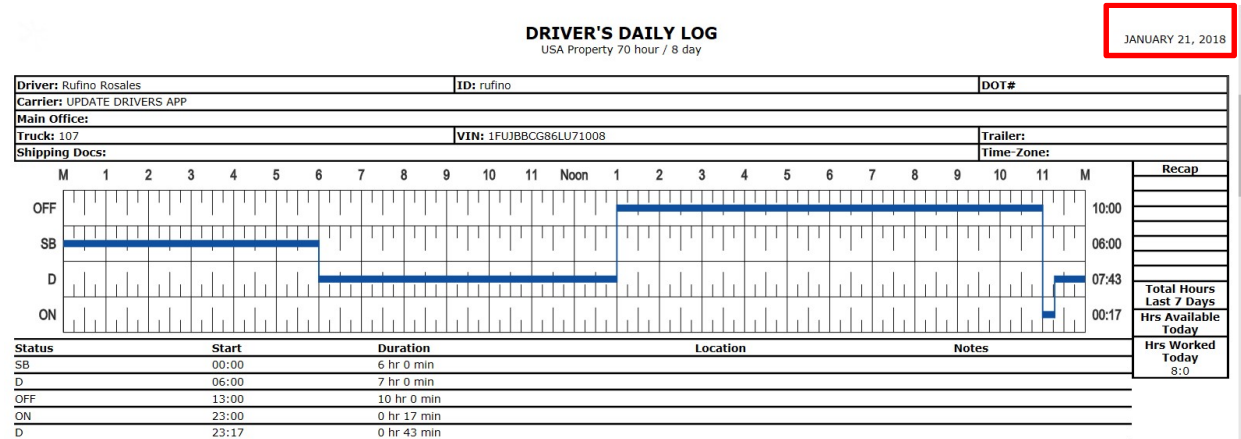 DRIVER'S DAILY LOG
USA Property 70 hour / 8 day
JANUARY 21, 2018
Driver: Rufino Rosales ID: rufino DOT#
Carrier: UPDATE DRIVERS APP
Main Office:
Truck: 107 VIN: 1FUJBBCG86LU71008 Trailer:
Shipping Docs: Time-Zone:
M 1 2 3 4 5 6 7 8 9 10 11 Noon 1 2 3 4 5 6 7 8 9 10 11 M
Recap
OFF 10:00
SB 06:00
D 07:43
ON 00:17
Total Hours
Last 7 Days
Hrs Available
Today
Hrs Worked
Today
8:0
Status Start Duration Location Notes
SB 00:00 6 hr 0 min
D 06:00 7 hr 0 min
OFF 13:00 10 hr 0 min
ON 23:00 0 hr 17 min
D 23:17 0 hr 43 min